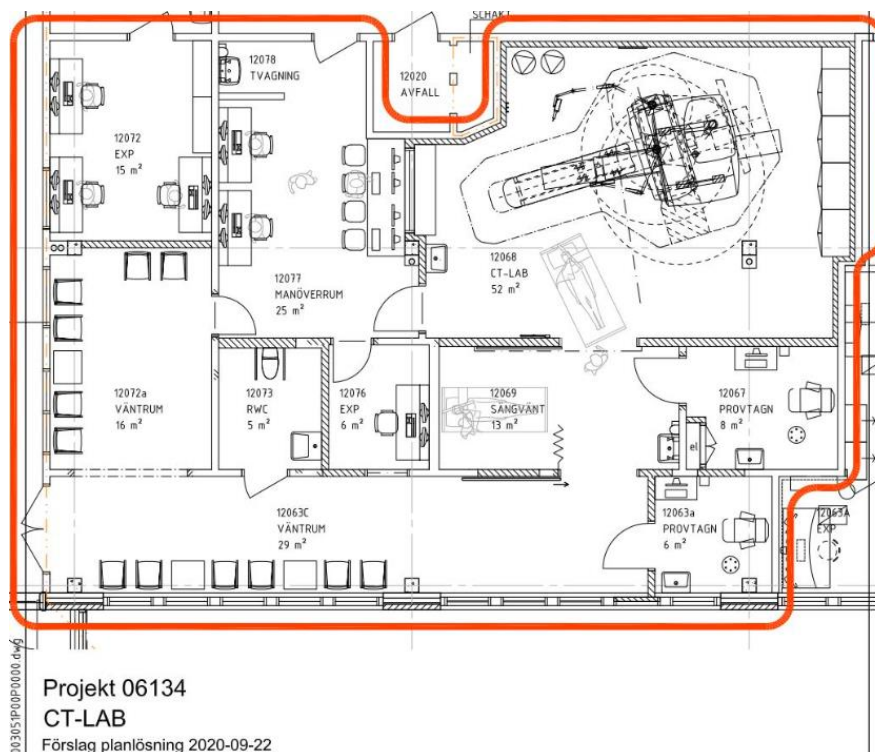 SCHAKT
12078
TVAGNING
12020
AVFALL
12072
EXP
15 m²
12068
CT-LAB
52 m²
12077
MANÖVERRUM
25 m²
12072a
VÄNTRUM
16 m²
12073
RWC
5 m²
12076
EXP
6 m²
12069
SÄNGVÄNT
13 m²
12067
PROVTAGN
8 m²
el
12063C
VÄNTRUM
29 m²
12063a
PROVTAGN
6 m²
12063A
EXP
003051P00P0000.dwg
Projekt 06134
CT-LAB
Förslag planlösning 2020-09-22